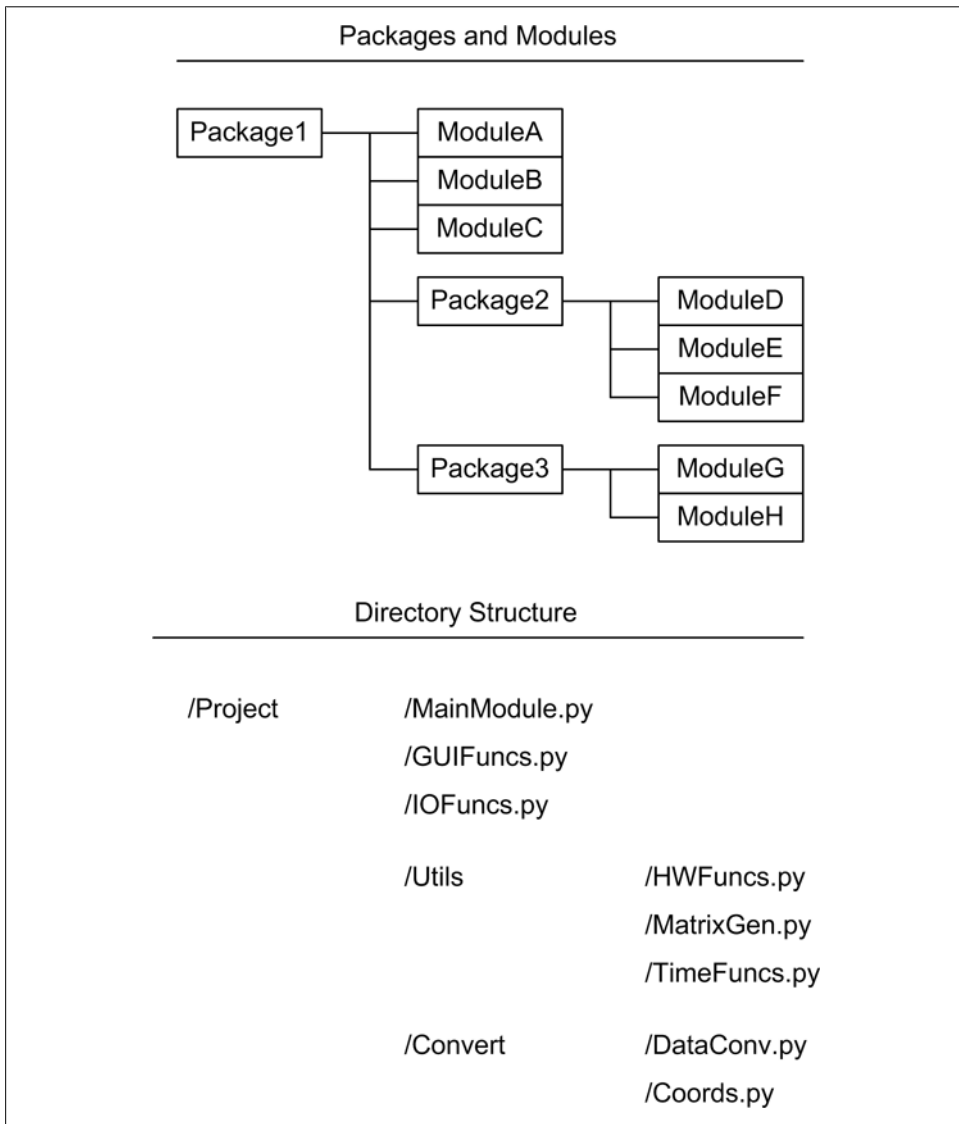 Packages and Modules
Package1 ModuleA
ModuleB
ModuleC
Package2 ModuleD
ModuleE
ModuleF
Package3 ModuleG
ModuleH
Directory Structure
/Project /MainModule.py
/GUIFuncs.py
/IOFuncs.py
/Utils /HWFuncs.py
/MatrixGen.py
/TimeFuncs.py
/Convert /DataConv.py
/Coords.py